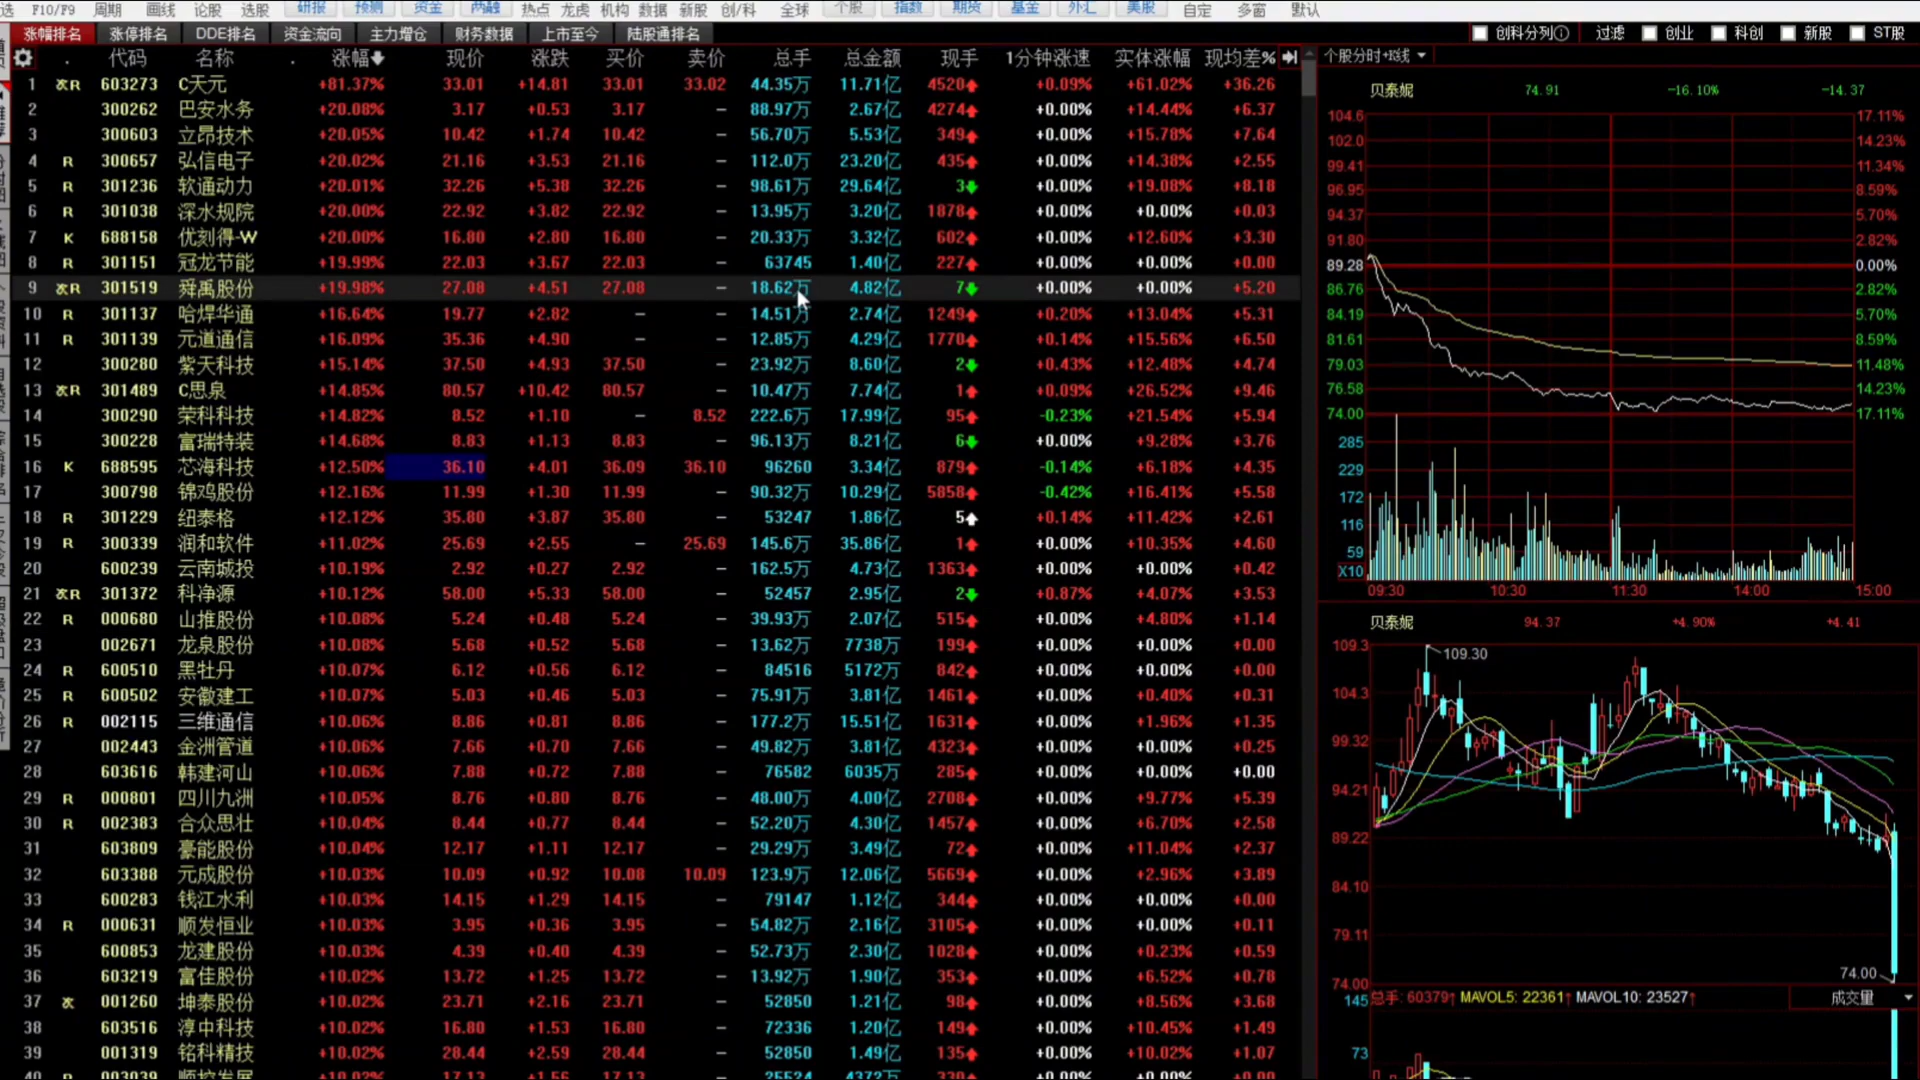 选 F10/F9 周期 画线 论股 选股 研报 预测 资金 两融 热点 龙虎 机构 数据 新股 创/科 全球 个股 指数 期货 基金 外汇 美股 自定 多窗 默认
涨幅排名 涨停排名 DDE排名 资金流向 主力增仓 财务数据 上市至今 陆股通排名 创科分列 过滤 创业 科创 新股 ST股
代码 名称 涨幅 现价 涨跌 买价 卖价 总手 总金额 现手 1分钟涨速 实体涨幅 现均差% 个股分时+K线
1 R 603273 C天元 +81.37% 33.01 +14.81 33.01 33.02 44.35万 11.71亿 4520 +0.09% +61.02% +36.26
2 300262 巴安水务 +20.08% 3.17 +0.53 3.17 — 88.97万 2.67亿 4274 +0.00% +14.44% +6.37
3 300603 立昂技术 +20.05% 10.42 +1.74 10.42 — 56.70万 5.53亿 349 +0.00% +15.78% +7.64
4 R 300657 弘信电子 +20.02% 21.16 +3.53 21.16 — 112.0万 23.20亿 435 +0.00% +14.38% +2.55
5 R 301236 软通动力 +20.01% 32.26 +5.38 32.26 — 98.61万 29.64亿 3 +0.00% +19.08% +8.18
6 R 301038 深水规院 +20.00% 22.92 +3.82 22.92 — 13.95万 3.20亿 1878 +0.00% +0.00% +0.03
7 K 688158 优刻得-W +20.00% 16.80 +2.80 16.80 — 20.33万 3.32亿 602 +0.00% +12.60% +3.30
8 R 301151 冠龙节能 +19.99% 22.03 +3.67 22.03 — 63745 1.40亿 227 +0.00% +0.00% +0.00
9 R 301519 舜禹股份 +19.98% 27.08 +4.51 27.08 — 18.62万 4.82亿 7 +0.00% +0.00% +5.20
10 R 301137 哈焊华通 +16.64% 19.77 +2.82 — — 14.51万 2.74亿 1249 +0.20% +13.04% +5.31
11 R 301139 元道通信 +16.09% 35.36 +4.90 — — 12.85万 4.29亿 1770 +0.14% +15.56% +6.50
12 300280 紫天科技 +15.14% 37.50 +4.93 37.50 — 23.92万 8.60亿 2 +0.43% +12.48% +4.74
13 R 301489 C思泉 +14.85% 80.57 +10.42 80.57 — 10.47万 7.74亿 1 +0.09% +26.52% +9.46
14 300290 荣科科技 +14.82% 8.52 +1.10 — 8.52 222.6万 17.99亿 95 -0.23% +21.54% +5.94
15 300228 富瑞特装 +14.68% 8.83 +1.13 8.83 — 96.13万 8.21亿 6 +0.00% +9.28% +3.76
16 K 688595 芯海科技 +12.50% 36.10 +4.01 36.09 36.10 96260 3.34亿 879 -0.14% +6.18% +4.35
17 300798 锦鸡股份 +12.16% 11.99 +1.30 11.99 — 90.32万 10.29亿 5858 -0.42% +16.41% +5.58
18 R 301229 纽泰格 +12.12% 35.80 +3.87 35.80 — 53247 1.86亿 5 +0.14% +11.42% +2.61
19 R 300339 润和软件 +11.02% 25.69 +2.55 — 25.69 145.6万 35.86亿 1 +0.00% +10.35% +4.60
20 600239 云南城投 +10.19% 2.92 +0.27 2.92 — 162.5万 4.73亿 1363 +0.00% +0.00% +0.42
21 R 301372 科净源 +10.12% 58.00 +5.33 58.00 — 52457 2.95亿 2 +0.87% +4.07% +3.53
22 R 000680 山推股份 +10.08% 5.24 +0.48 5.24 — 39.93万 2.07亿 515 +0.00% +4.80% +1.14
23 002671 龙泉股份 +10.08% 5.68 +0.52 5.68 — 13.62万 7738万 199 +0.00% +0.00% +0.00
24 R 600510 黑牡丹 +10.07% 6.12 +0.56 6.12 — 84516 5172万 842 +0.00% +0.00% +0.00
25 R 600502 安徽建工 +10.07% 5.03 +0.46 5.03 — 75.91万 3.81亿 1461 +0.00% +0.40% +0.31
26 R 002115 三维通信 +10.06% 8.86 +0.81 8.86 — 177.2万 15.51亿 1631 +0.00% +1.96% +1.35
27 002443 金洲管道 +10.06% 7.66 +0.70 7.66 — 49.82万 3.81亿 4323 +0.00% +0.00% +0.25
28 603616 韩建河山 +10.06% 7.88 +0.72 7.88 — 76582 6035万 285 +0.00% +0.00% +0.00
29 R 000801 四川九洲 +10.05% 8.76 +0.80 8.76 — 48.00万 4.00亿 2708 +0.00% +9.77% +5.39
30 R 002383 合众思壮 +10.04% 8.44 +0.77 8.44 — 52.20万 4.30亿 1457 +0.00% +6.70% +2.58
31 603809 豪能股份 +10.04% 12.17 +1.11 12.17 — 29.29万 3.49亿 72 +0.00% +11.04% +2.37
32 603388 元成股份 +10.03% 10.09 +0.92 10.08 10.09 123.9万 12.06亿 5669 +0.00% +2.96% +3.89
33 600283 钱江水利 +10.03% 14.15 +1.29 14.15 — 79147 1.12亿 344 +0.00% +0.00% +0.00
34 R 000631 顺发恒业 +10.03% 3.95 +0.36 3.95 — 54.82万 2.16亿 3105 +0.00% +0.00% +0.11
35 600853 龙建股份 +10.03% 4.39 +0.40 4.39 — 52.73万 2.30亿 1028 +0.00% +0.23% +0.59
36 603219 富佳股份 +10.02% 13.72 +1.25 13.72 — 13.92万 1.90亿 353 +0.00% +6.52% +0.78
37 001260 坤泰股份 +10.02% 23.71 +2.16 23.71 — 52850 1.21亿 98 +0.00% +8.56% +3.68
38 603516 淳中科技 +10.02% 16.80 +1.53 16.80 — 72336 1.20亿 149 +0.00% +10.45% +1.49
39 001319 铭科精技 +10.02% 28.44 +2.59 28.44 — 52850 1.49亿 135 +0.00% +10.02% +1.07
40 R 003039 顺控发展 +10.02% 17.13 +1.56 17.13 — 25524 4372万 330 +0.00% +0.00% +0.00
贝泰妮 74.91 -16.10% -14.37
104.6 17.11%
102.0 14.23%
99.41 11.34%
96.95 8.59%
94.37 5.70%
91.80 2.82%
89.28 0.00%
86.76 2.82%
84.19 5.70%
81.61 8.59%
79.03 11.48%
76.58 14.23%
74.00 17.11%
285
229
172
116
59
X10
09:30 10:30 11:30 14:00 15:00
贝泰妮 94.37 +4.90% +4.41
109.3
109.30
104.3
99.32
94.21
89.22
84.10
79.11
74.00
74.00
145 总手: 60379 MAVOL5: 22361 MAVOL10: 23527 成交量
73